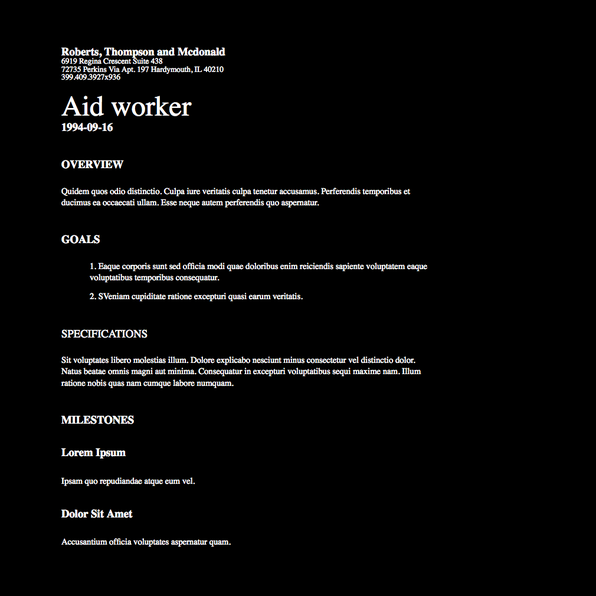 Roberts, Thompson and Mcdonald
6919 Regina Crescent Suite 438
72735 Perkins Via Apt. 197 Hardymouth, IL 40210
399.409.3927x936
Aid worker
1994-09-16
OVERVIEW
Quidem quos odio distinctio. Culpa iure veritatis culpa tenetur accusamus. Perferendis temporibus et
ducimus ea occaecati ullam. Esse neque autem perferendis quo aspernatur.
GOALS
1. Eaque corporis sunt sed officia modi quae doloribus enim reiciendis sapiente voluptatem eaque
voluptatibus temporibus consequatur.
2. SVeniam cupiditate ratione excepturi quasi earum veritatis.
SPECIFICATIONS
Sit voluptates libero molestias illum. Dolore explicabo nesciunt minus consectetur vel distinctio dolor.
Natus beatae omnis magni aut minima. Consequatur in excepturi voluptatibus sequi maxime nam. Illum
ratione nobis quas nam cumque labore numquam.
MILESTONES
Lorem Ipsum
Ipsam quo repudiandae atque eum vel.
Dolor Sit Amet
Accusantium officia voluptates aspernatur quam.